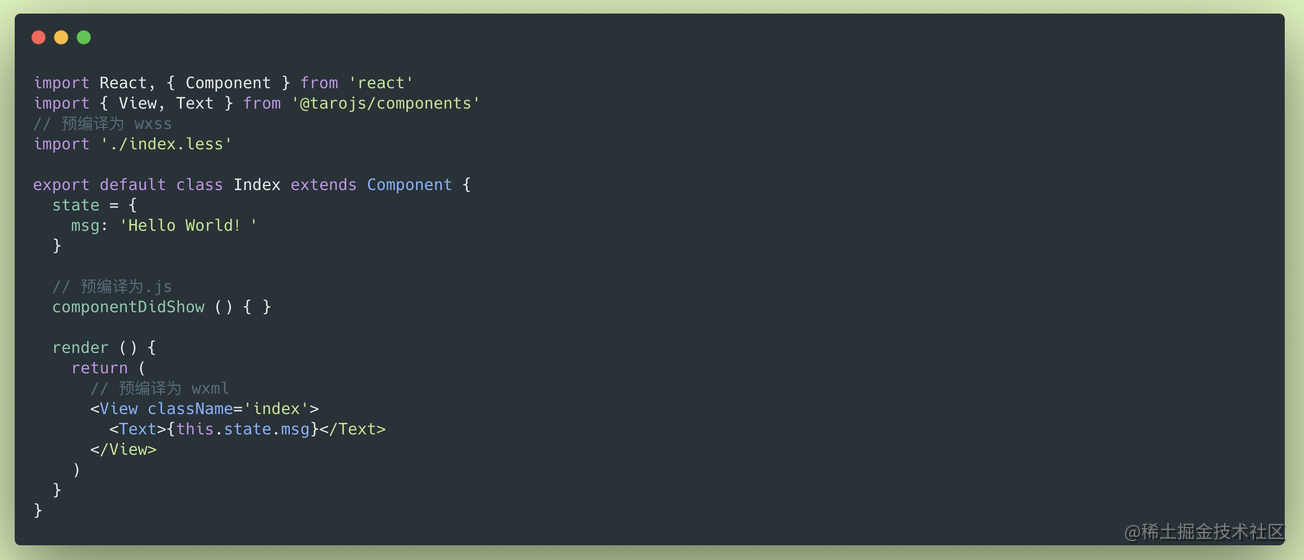 import React, { Component } from 'react'
import { View, Text } from '@tarojs/components'
// 预编译为 wxss
import './index.less'

export default class Index extends Component {
  state = {
    msg: 'Hello World! '
  }

  // 预编译为.js
  componentDidShow () { }

  render () {
    return (
      // 预编译为 wxml
      <View className='index'>
        <Text>{this.state.msg}</Text>
      </View>
    )
  }
}
@稀土掘金技术社区